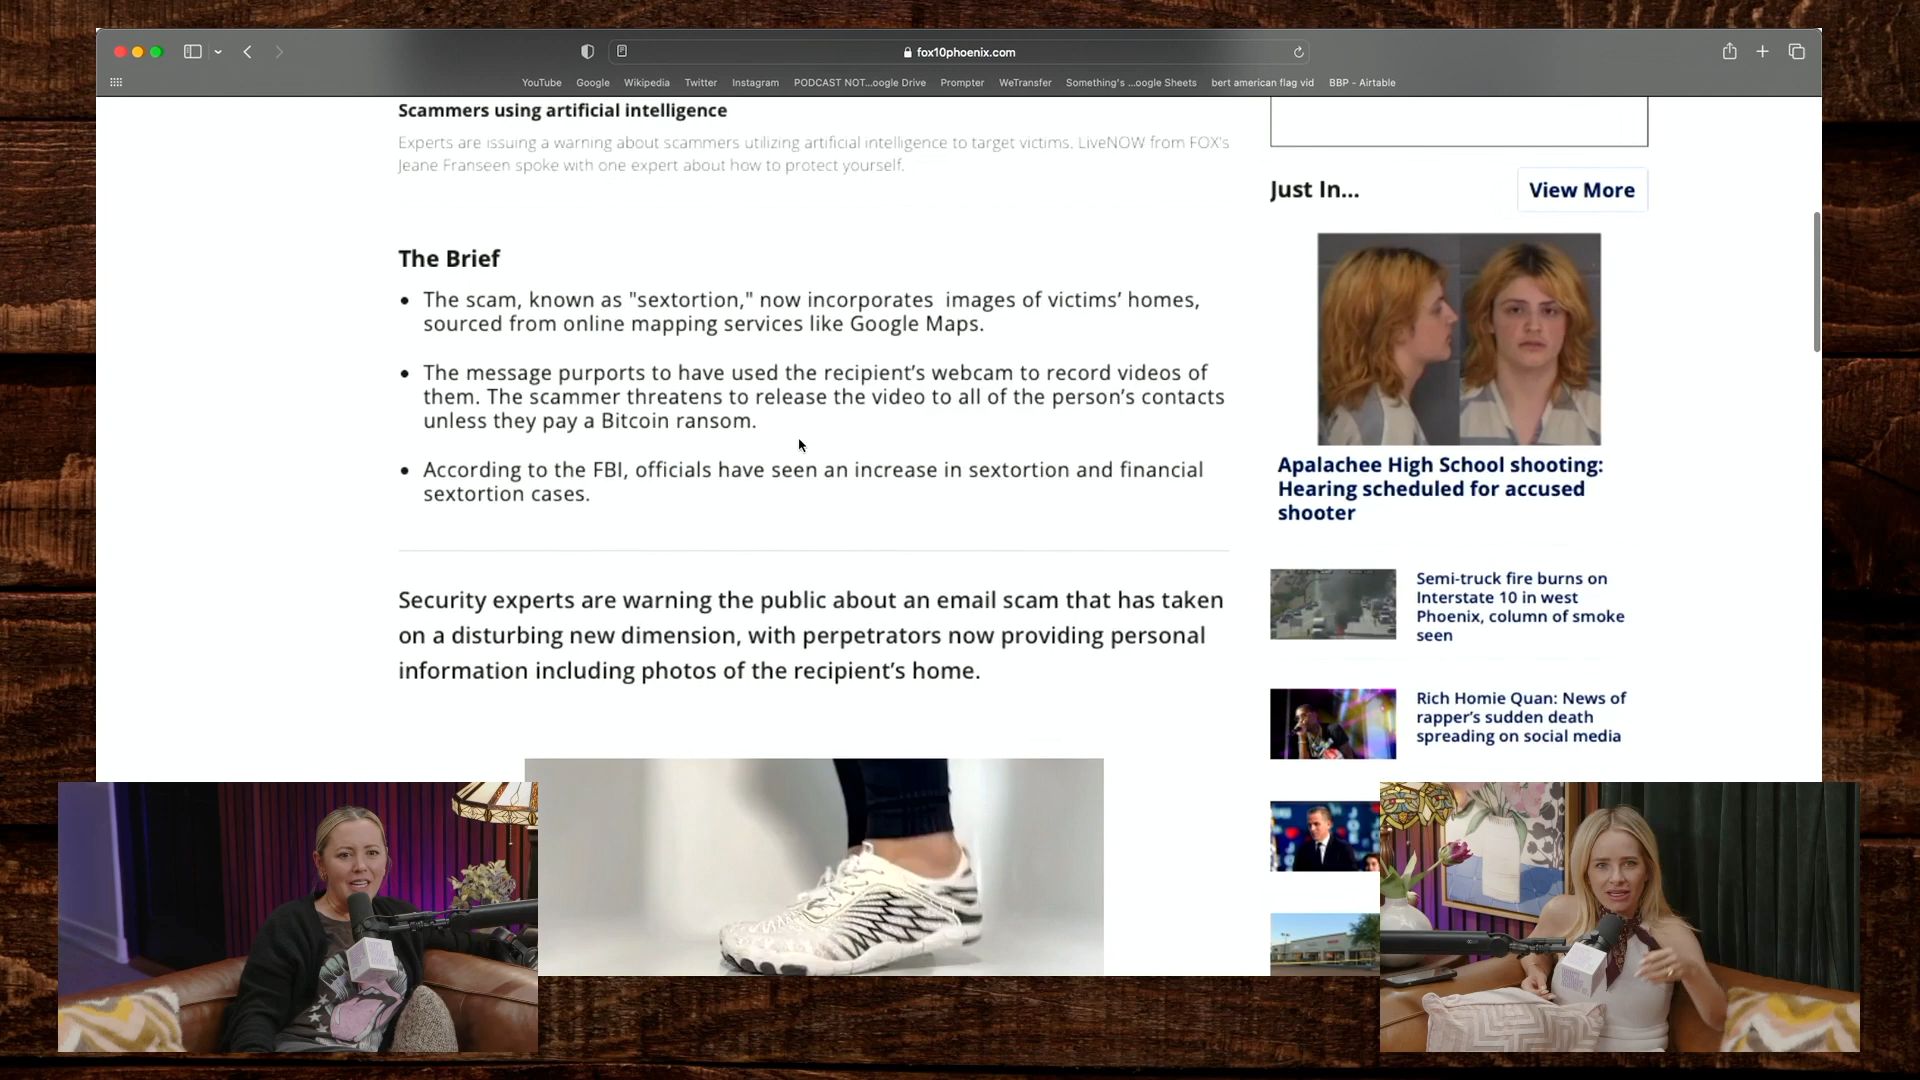 fox10phoenix.com
YouTube
Google
Wikipedia
Twitter
Instagram
PODCAST NOT...oogle Drive
Prompter
WeTransfer
Something's ...oogle Sheets
bert american flag vid
BBP - Airtable
Scammers using artificial intelligence
Experts are issuing a warning about scammers utilizing artificial intelligence to target victims. LiveNOW from FOX's
Jeane Franseen spoke with one expert about how to protect yourself.
The Brief
• The scam, known as "sextortion," now incorporates images of victims’ homes,
sourced from online mapping services like Google Maps.
• The message purports to have used the recipient’s webcam to record videos of
them. The scammer threatens to release the video to all of the person’s contacts
unless they pay a Bitcoin ransom.
• According to the FBI, officials have seen an increase in sextortion and financial
sextortion cases.
Security experts are warning the public about an email scam that has taken
on a disturbing new dimension, with perpetrators now providing personal
information including photos of the recipient’s home.
Just In...
View More
Apalachee High School shooting:
Hearing scheduled for accused
shooter
Semi-truck fire burns on
Interstate 10 in west
Phoenix, column of smoke
seen
Rich Homie Quan: News of
rapper’s sudden death
spreading on social media